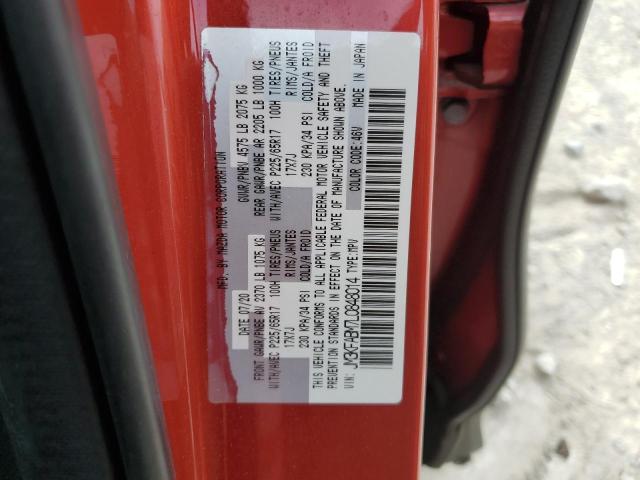 MFD. BY MAZDA MOTOR CORPORATION
DATE: 07/20 GVWR/PNBV 4575 LB 2075 KG
FRONT GAWR/PNBE AV 2370 LB 1075 KG REAR GAWR/PNBE AR 2205 LB 1000 KG
WITH/AVEC P225/65R17 100H TIRES/PNEUS WITH/AVEC P225/65R17 100H TIRES/PNEUS
17X7J RIMS/JANTES 17X7J RIMS/JANTES
230 KPA/34 PSI COLD/A FROID 230 KPA/34 PSI COLD/A FROID
THIS VEHICLE CONFORMS TO ALL APPLICABLE FEDERAL MOTOR VEHICLE SAFETY AND THEFT
PREVENTION STANDARDS IN EFFECT ON THE DATE OF MANUFACTURE SHOWN ABOVE.
COLOR CODE:46V MADE IN JAPAN
VIN: JM3KFABM7L0848014 TYPE:MPV